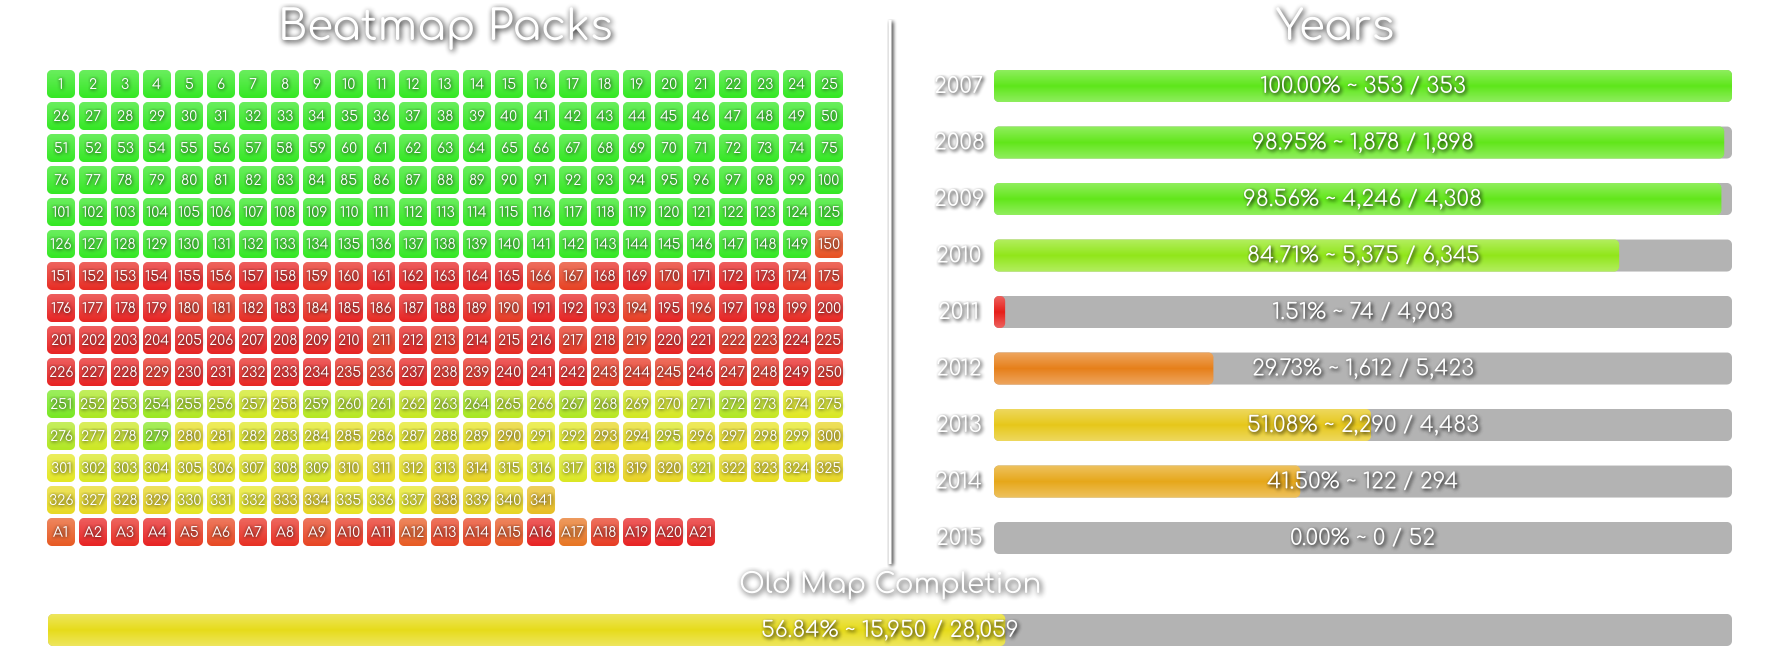 Beatmap Packs
1 2 3 4 5 6 7 8 9 10 11 12 13 14 15 16 17 18 19 20 21 22 23 24 25
26 27 28 29 30 31 32 33 34 35 36 37 38 39 40 41 42 43 44 45 46 47 48 49 50
51 52 53 54 55 56 57 58 59 60 61 62 63 64 65 66 67 68 69 70 71 72 73 74 75
76 77 78 79 80 81 82 83 84 85 86 87 88 89 90 91 92 93 94 95 96 97 98 99 100
101 102 103 104 105 106 107 108 109 110 111 112 113 114 115 116 117 118 119 120 121 122 123 124 125
126 127 128 129 130 131 132 133 134 135 136 137 138 139 140 141 142 143 144 145 146 147 148 149 150
151 152 153 154 155 156 157 158 159 160 161 162 163 164 165 166 167 168 169 170 171 172 173 174 175
176 177 178 179 180 181 182 183 184 185 186 187 188 189 190 191 192 193 194 195 196 197 198 199 200
201 202 203 204 205 206 207 208 209 210 211 212 213 214 215 216 217 218 219 220 221 222 223 224 225
226 227 228 229 230 231 232 233 234 235 236 237 238 239 240 241 242 243 244 245 246 247 248 249 250
251 252 253 254 255 256 257 258 259 260 261 262 263 264 265 266 267 268 269 270 271 272 273 274 275
276 277 278 279 280 281 282 283 284 285 286 287 288 289 290 291 292 293 294 295 296 297 298 299 300
301 302 303 304 305 306 307 308 309 310 311 312 313 314 315 316 317 318 319 320 321 322 323 324 325
326 327 328 329 330 331 332 333 334 335 336 337 338 339 340 341
A1 A2 A3 A4 A5 A6 A7 A8 A9 A10 A11 A12 A13 A14 A15 A16 A17 A18 A19 A20 A21
Years
2007 100.00% ~ 353 / 353
2008 98.95% ~ 1,878 / 1,898
2009 98.56% ~ 4,246 / 4,308
2010 84.71% ~ 5,375 / 6,345
2011 1.51% ~ 74 / 4,903
2012 29.73% ~ 1,612 / 5,423
2013 51.08% ~ 2,290 / 4,483
2014 41.50% ~ 122 / 294
2015 0.00% ~ 0 / 52
Old Map Completion
56.84% ~ 15,950 / 28,059